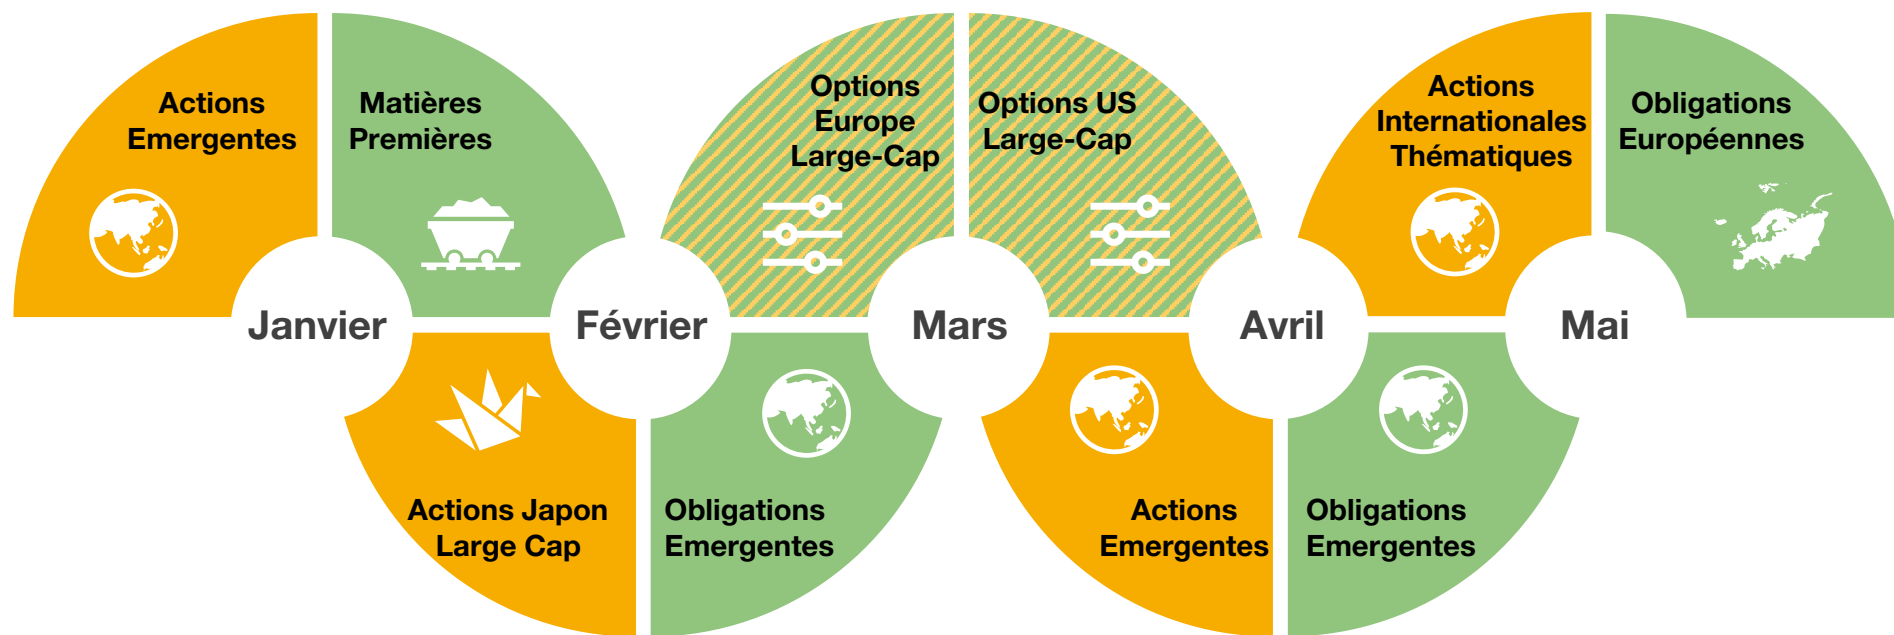 Actions
Emergentes
Matières
Premières
Options
Europe
Large-Cap
Options US
Large-Cap
Actions
Internationales
Thématiques
Obligations
Européennes
Janvier
Février
Mars
Avril
Mai
Actions Japon
Large Cap
Obligations
Emergentes
Actions
Emergentes
Obligations
Emergentes